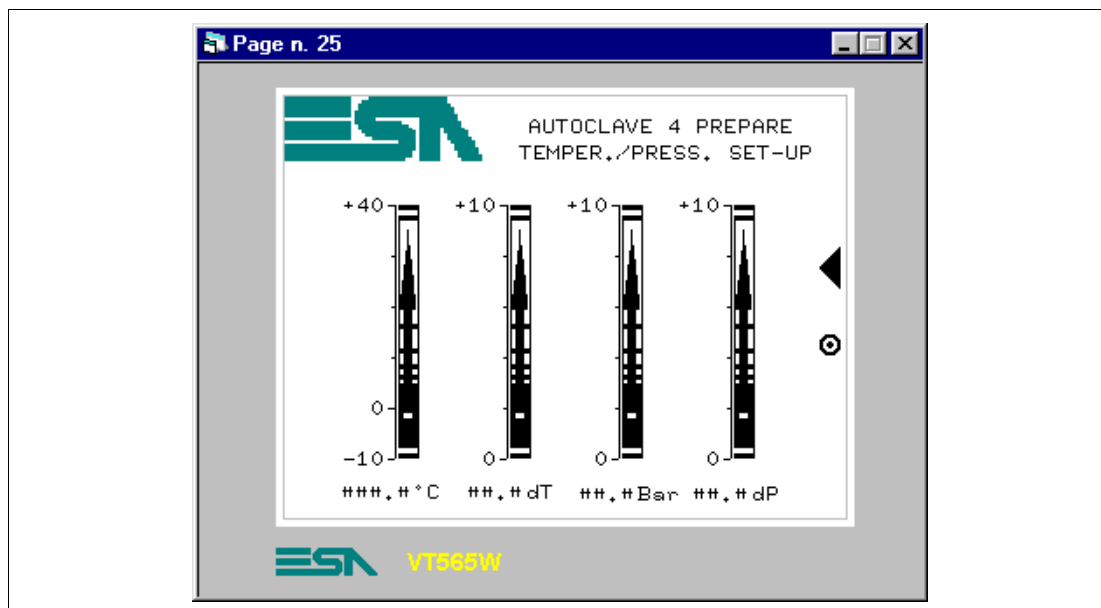 Page n. 25
ESA
AUTOCLAVE 4 PREPARE
TEMPER./PRESS. SET-UP
+40 +10 +10 +10
0
-10 0 0 0
###.#°C ##.#dT ##.#Bar ##.#dP
ESA VT565W